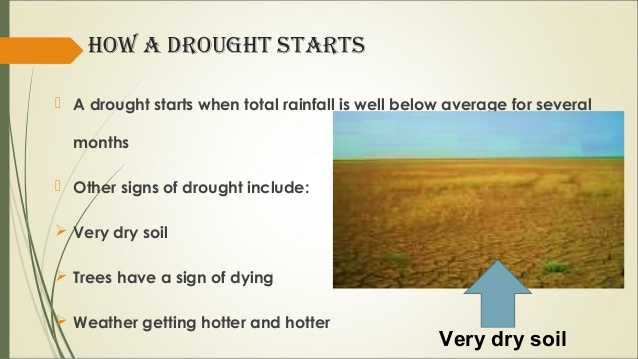 HOW A DROUGHT STARTS
A drought starts when total rainfall is well below average for several
months
Other signs of drought include:
Very dry soil
Trees have a sign of dying
Weather getting hotter and hotter
Very dry soil